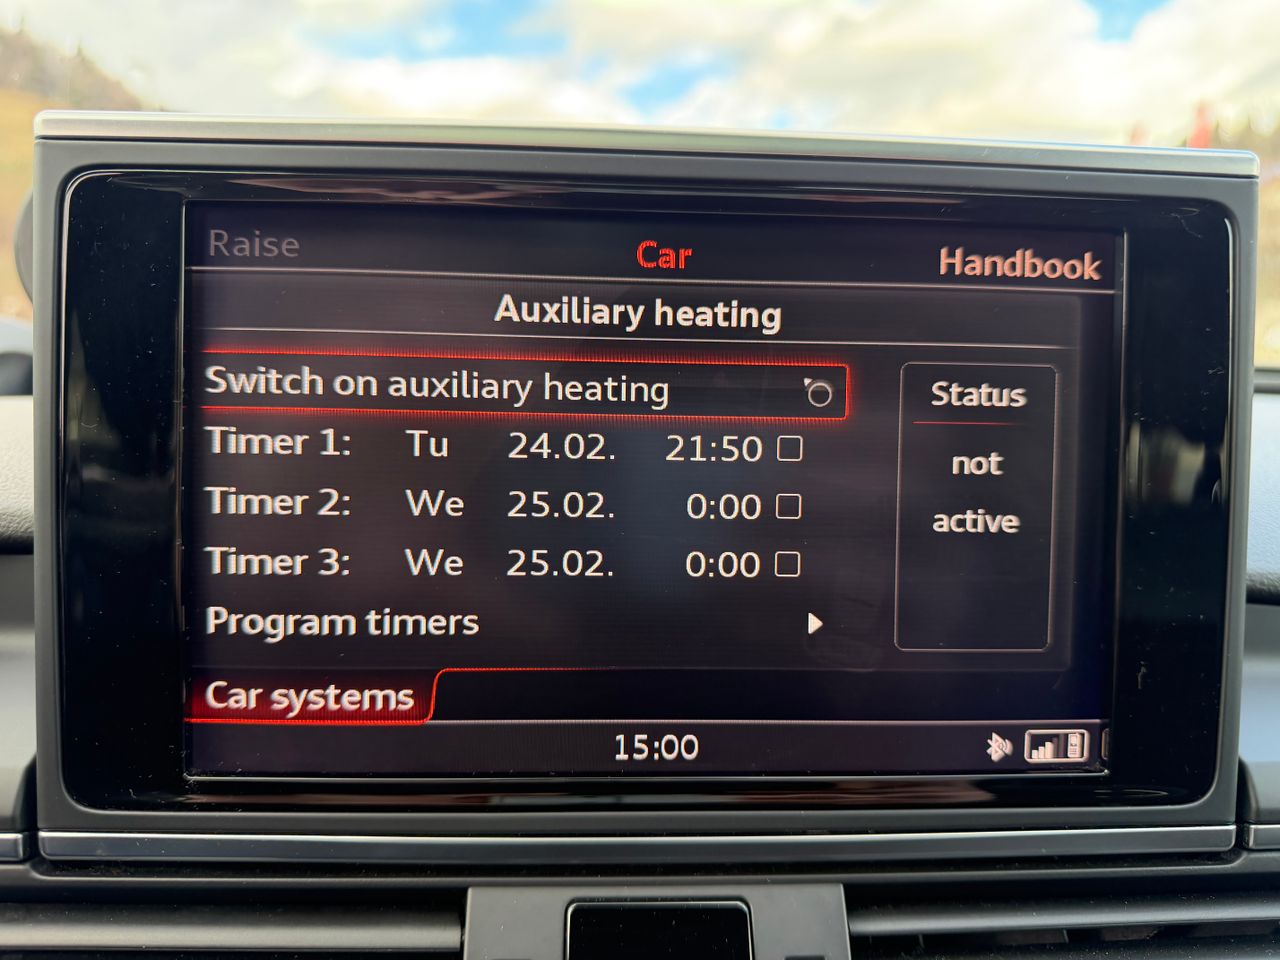 Raise Car Handbook
Auxiliary heating
Switch on auxiliary heating
Timer 1: Tu 24.02. 21:50
Timer 2: We 25.02. 0:00
Timer 3: We 25.02. 0:00
Program timers
Status
not
active
Car systems
15:00